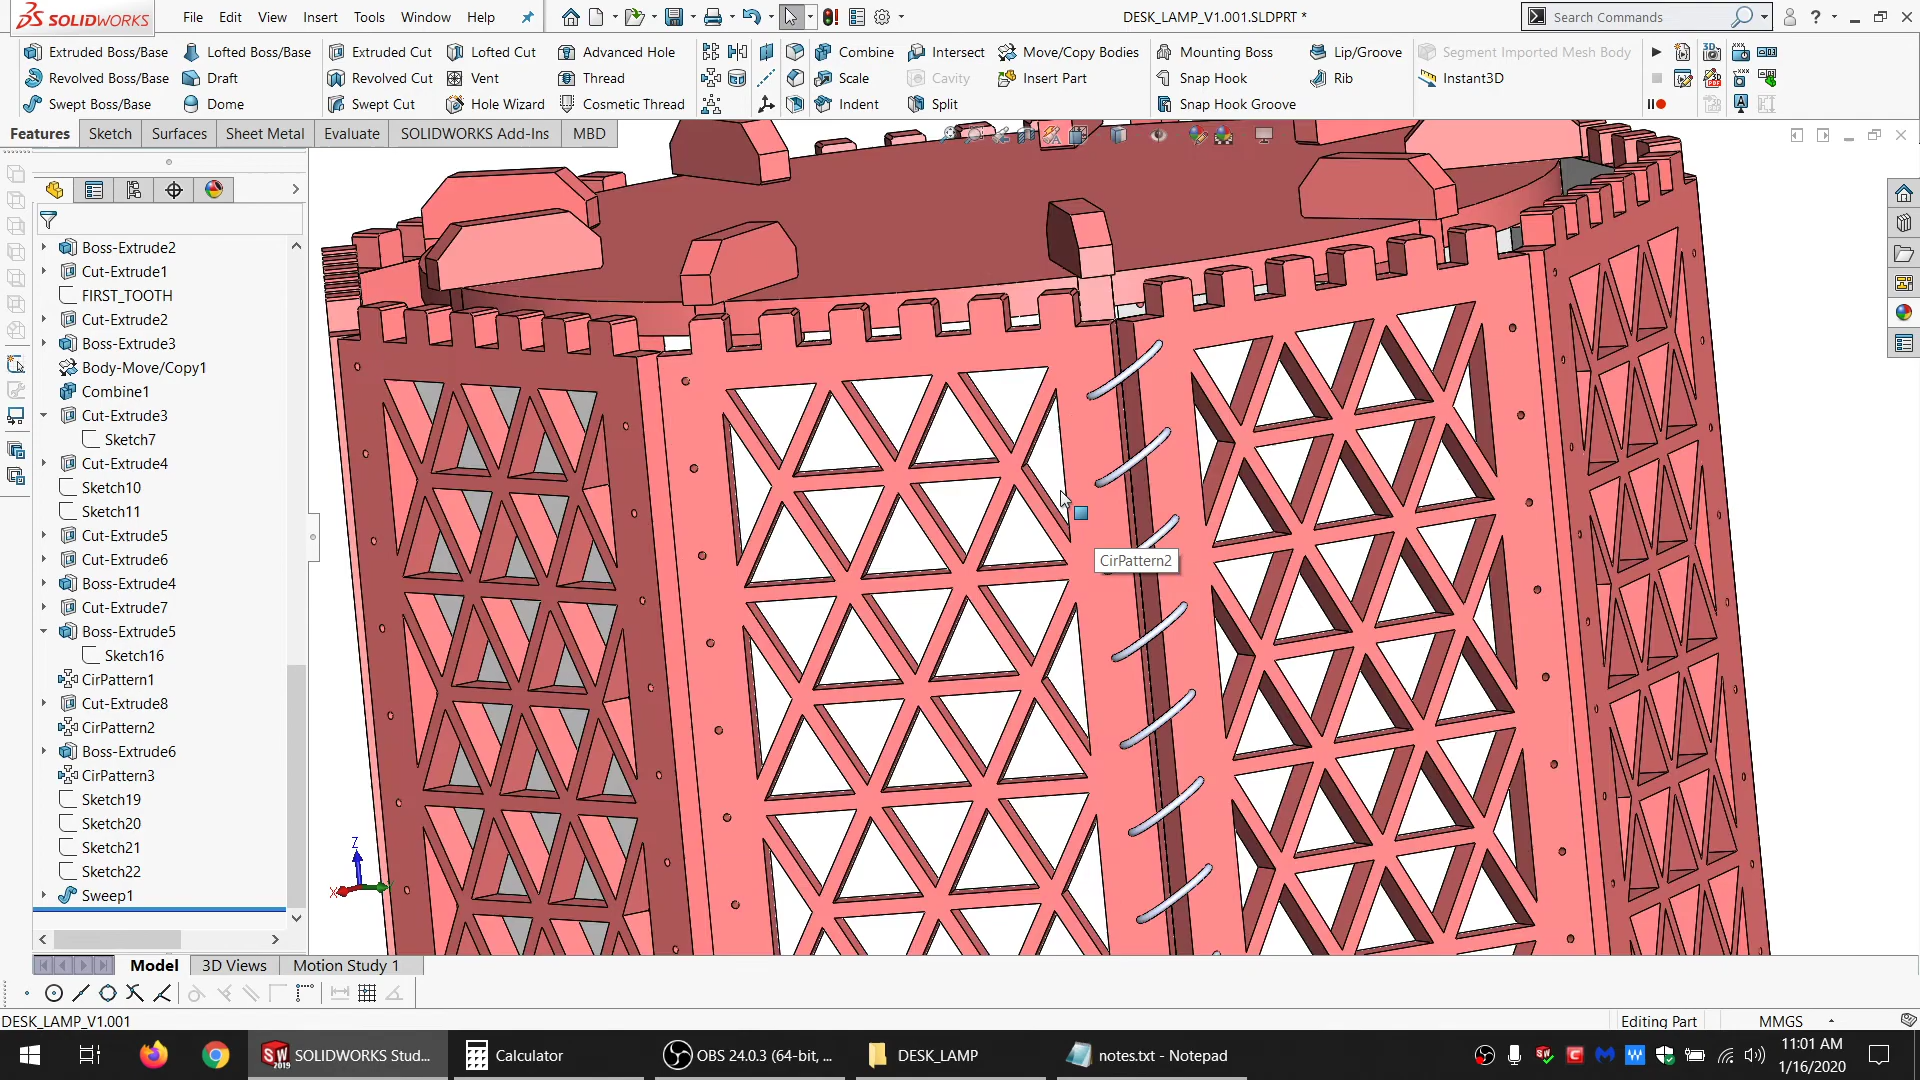 SOLIDWORKS
File Edit View Insert Tools Window Help
DESK_LAMP_V1.001.SLDPRT *
Search Commands
Extruded Boss/Base
Lofted Boss/Base
Extruded Cut
Lofted Cut
Advanced Hole
Combine
Intersect
Move/Copy Bodies
Mounting Boss
Lip/Groove
Segment Imported Mesh Body
Revolved Boss/Base
Draft
Revolved Cut
Vent
Thread
Scale
Cavity
Insert Part
Snap Hook
Rib
Instant3D
Swept Boss/Base
Dome
Swept Cut
Hole Wizard
Cosmetic Thread
Indent
Split
Snap Hook Groove
Features
Sketch
Surfaces
Sheet Metal
Evaluate
SOLIDWORKS Add-Ins
MBD
Boss-Extrude2
Cut-Extrude1
FIRST_TOOTH
Cut-Extrude2
Boss-Extrude3
Body-Move/Copy1
Combine1
Cut-Extrude3
Sketch7
Cut-Extrude4
Sketch10
Sketch11
Cut-Extrude5
Cut-Extrude6
Boss-Extrude4
Cut-Extrude7
Boss-Extrude5
Sketch16
CirPattern1
Cut-Extrude8
CirPattern2
Boss-Extrude6
CirPattern3
Sketch19
Sketch20
Sketch21
Sketch22
Sweep1
CirPattern2
Z
X
Model
3D Views
Motion Study 1
DESK_LAMP_V1.001
Editing Part
MMGS
SOLIDWORKS Stud...
Calculator
OBS 24.0.3 (64-bit, ...
DESK_LAMP
notes.txt - Notepad
11:01 AM
1/16/2020